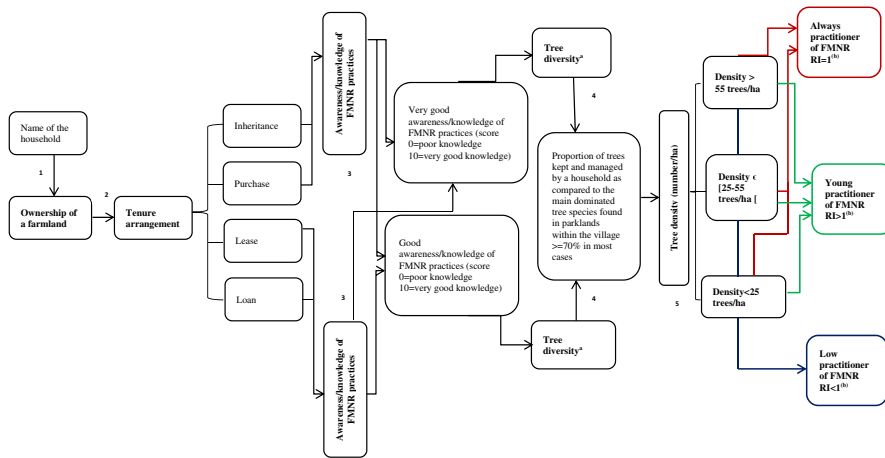 Name of the
household
1
Ownership of
a farmland
2
Tenure
arrangement
Inheritance
Purchase
Lease
Loan
Awareness/knowledge of
FMNR practices
3
3
Awareness/knowledge of
FMNR practices
Very good
awareness/knowledge of
FMNR practices (score
0=poor knowledge
10=very good knowledge)
Good
awareness/knowledge of
FMNR practices (score
0=poor knowledge
10=very good knowledge)
Tree
diversityᵃ
4
Proportion of trees
kept and managed
by a household as
compared to the
main dominated
tree species found
in parklands
within the village
>=70% in most
cases
4
Tree
diversityᵃ
Tree density (number/ha)
5
Density >
55 trees/ha
Density ϵ
[25-55
trees/ha [
Density<25
trees/ha
Always
practitioner
of FMNR
RI=1⁽ᵇ⁾
Young
practitioner
of FMNR
RI>1⁽ᵇ⁾
Low
practitioner
of FMNR
RI<1⁽ᵇ⁾